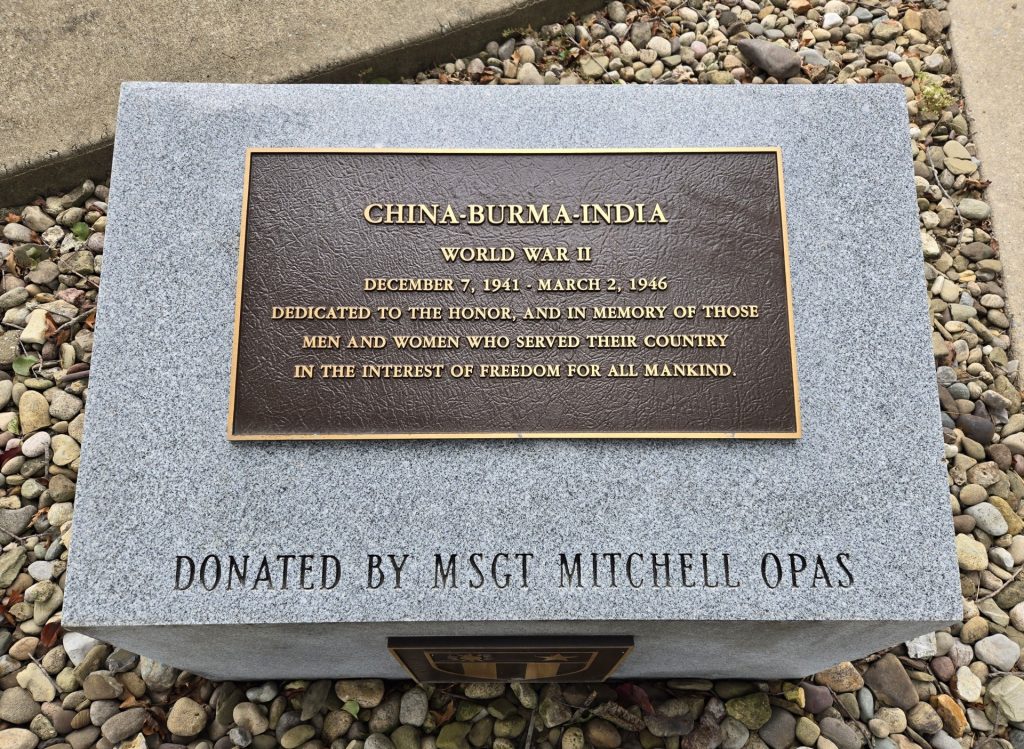 CHINA-BURMA-INDIA
WORLD WAR II
DECEMBER 7, 1941 - MARCH 2, 1946
DEDICATED TO THE HONOR, AND IN MEMORY OF THOSE
MEN AND WOMEN WHO SERVED THEIR COUNTRY
IN THE INTEREST OF FREEDOM FOR ALL MANKIND.
DONATED BY MSGT MITCHELL OPAS